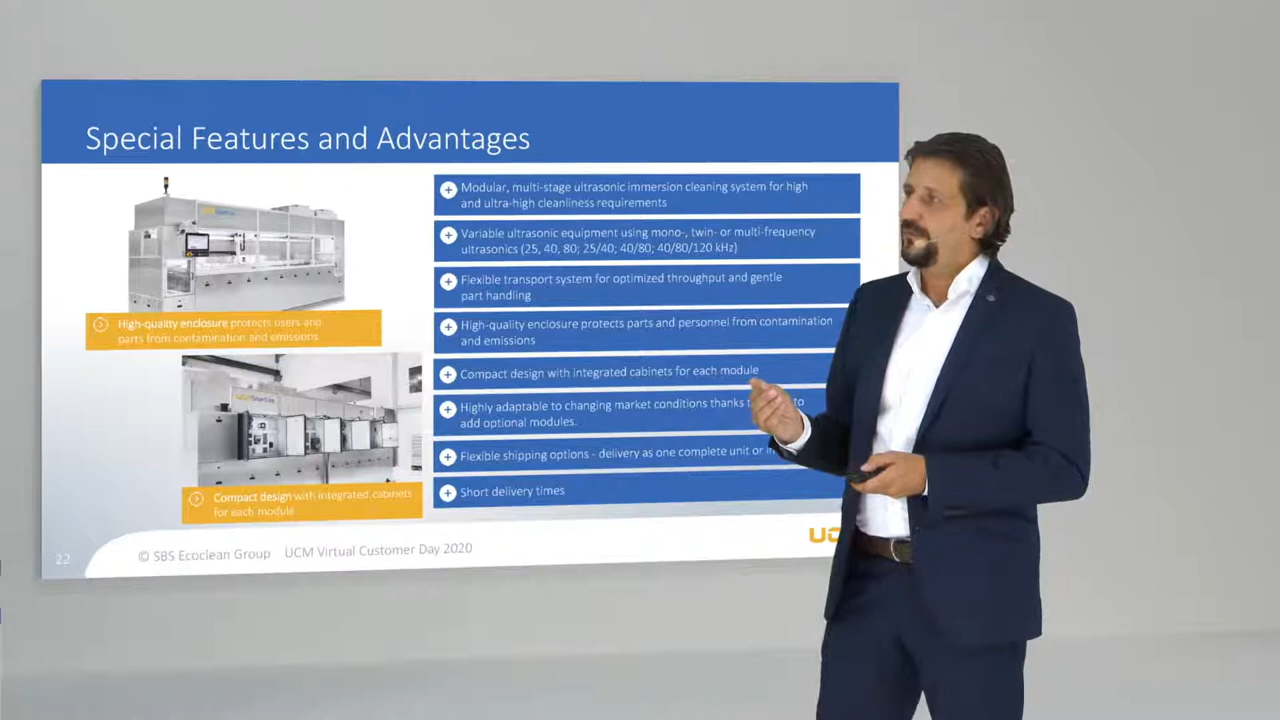 Special Features and Advantages
High-quality enclosure protects users and
parts from contamination and emissions
Compact design with integrated cabinets
for each module
Modular, multi-stage ultrasonic immersion cleaning system for high
and ultra-high cleanliness requirements
Variable ultrasonic equipment using mono-, twin- or multi-frequency
ultrasonics (25, 40, 80; 25/40; 40/80; 40/80/120 kHz)
Flexible transport system for optimized throughput and gentle
part handling
High-quality enclosure protects parts and personnel from contamination
and emissions
Compact design with integrated cabinets for each module
Highly adaptable to changing market conditions thanks to
add optional modules.
Flexible shipping options - delivery as one complete unit or
Short delivery times
22
© SBS Ecoclean Group UCM Virtual Customer Day 2020